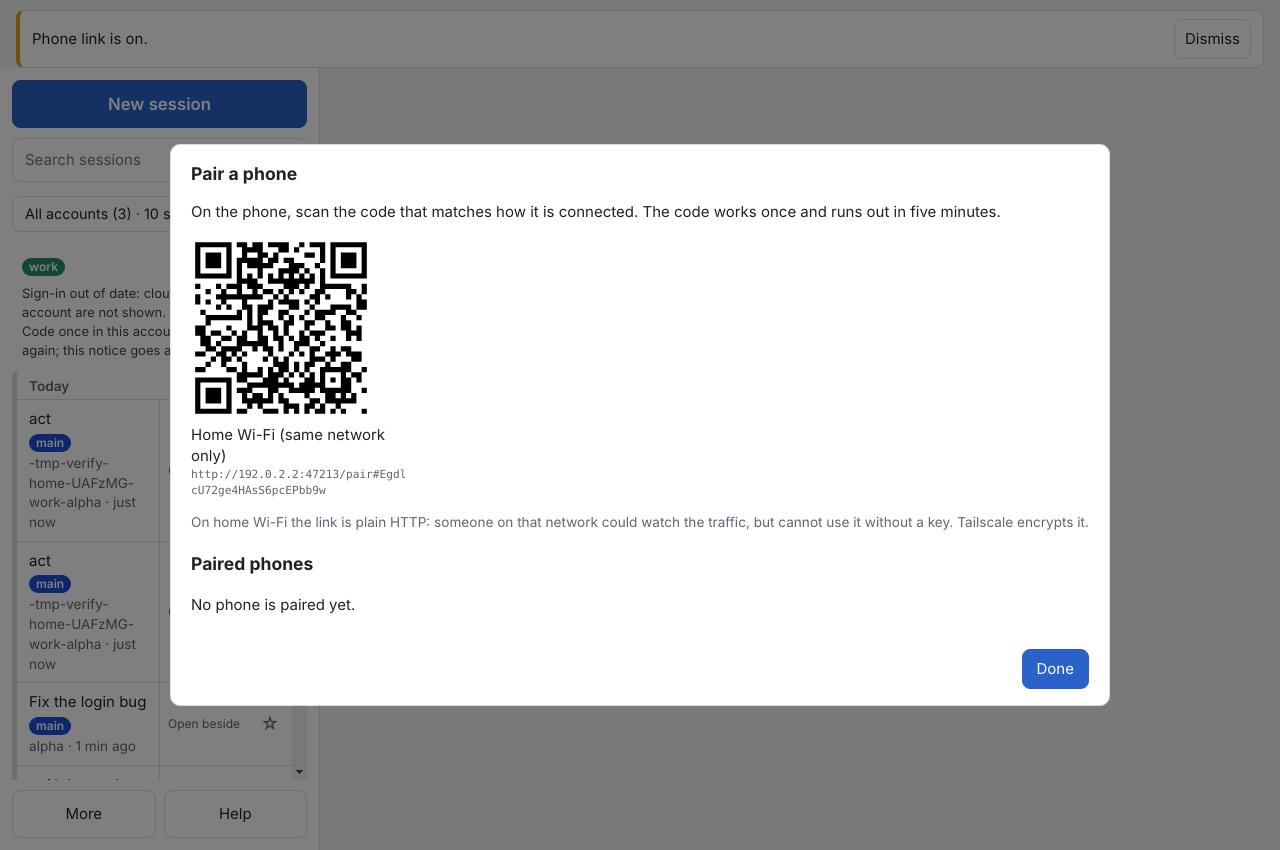 Phone link is on.
Dismiss
New session
Search sessions
All accounts (3) · 10 s
work
Sign-in out of date: clou
account are not shown.
Code once in this accou
again; this notice goes a
Today
act
main
-tmp-verify-
home-UAFzMG-
work-alpha · just
now
act
main
-tmp-verify-
home-UAFzMG-
work-alpha · just
now
Fix the login bug
main
alpha · 1 min ago
Open beside
More
Help
Pair a phone
On the phone, scan the code that matches how it is connected. The code works once and runs out in five minutes.
Home Wi-Fi (same network
only)
http://192.0.2.2:47213/pair#Egdl
cU72ge4HAsS6pcEPbb9w
On home Wi-Fi the link is plain HTTP: someone on that network could watch the traffic, but cannot use it without a key. Tailscale encrypts it.
Paired phones
No phone is paired yet.
Done